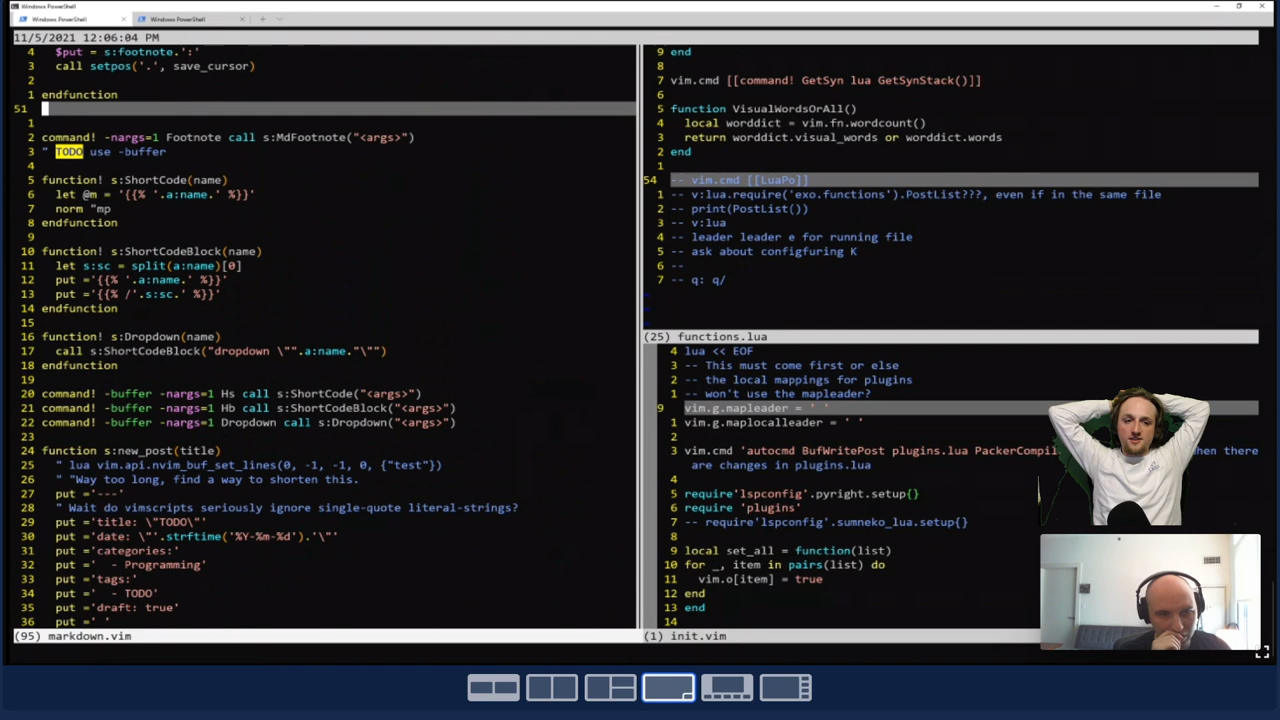 Windows PowerShell
Windows PowerShell
Windows PowerShell
11/5/2021 12:06:04 PM
4 $put = s:footnote.':'
3 call setpos('.', save_cursor)
2
1 endfunction
51
1
2 command! -nargs=1 Footnote call s:MdFootnote("<args>")
3 " TODO use -buffer
4
5 function! s:ShortCode(name)
6 let @m = '{{% '.a:name.' %}}'
7 norm "mp
8 endfunction
9
10 function! s:ShortCodeBlock(name)
11 let s:sc = split(a:name)[0]
12 put ='{{% '.a:name.' %}}'
13 put ='{{% /'.s:sc.' %}}'
14 endfunction
15
16 function! s:Dropdown(name)
17 call s:ShortCodeBlock("dropdown \"".a:name."\"")
18 endfunction
19
20 command! -buffer -nargs=1 Hs call s:ShortCode("<args>")
21 command! -buffer -nargs=1 Hb call s:ShortCodeBlock("<args>")
22 command! -buffer -nargs=1 Dropdown call s:Dropdown("<args>")
23
24 function s:new_post(title)
25 " lua vim.api.nvim_buf_set_lines(0, -1, -1, 0, {"test"})
26 " "Way too long, find a way to shorten this.
27 put ='---'
28 " Wait do vimscripts seriously ignore single-quote literal-strings?
29 put ='title: \"TODO\"'
30 put ='date: \"'.strftime('%Y-%m-%d').'\"'
31 put ='categories:'
32 put ='  - Programming'
33 put ='tags:'
34 put ='  - TODO'
35 put ='draft: true'
36 put =' '
(95) markdown.vim
9 end
8
7 vim.cmd [[command! GetSyn lua GetSynStack()]]
6
5 function VisualWordsOrAll()
4 local worddict = vim.fn.wordcount()
3 return worddict.visual_words or worddict.words
2 end
1
54 -- vim.cmd [[LuaPo]]
1 -- v:lua.require('exo.functions').PostList???, even if in the same file
2 -- print(PostList())
3 -- v:lua
4 -- leader leader e for running file
5 -- ask about configfuring K
6 --
7 -- q: q/
(25) functions.lua
4 lua << EOF
3 -- This must come first or else
2 -- the local mappings for plugins
1 -- won't use the mapleader?
9 vim.g.mapleader = ' '
1 vim.g.maplocalleader = ' '
2
3 vim.cmd 'autocmd BufWritePost plugins.lua PackerCompil hen there
are changes in plugins.lua
4
5 require'lspconfig'.pyright.setup{}
6 require 'plugins'
7 -- require'lspconfig'.sumneko_lua.setup{}
8
9 local set_all = function(list)
10 for _, item in pairs(list) do
11 vim.o[item] = true
12 end
13 end
14
(1) init.vim